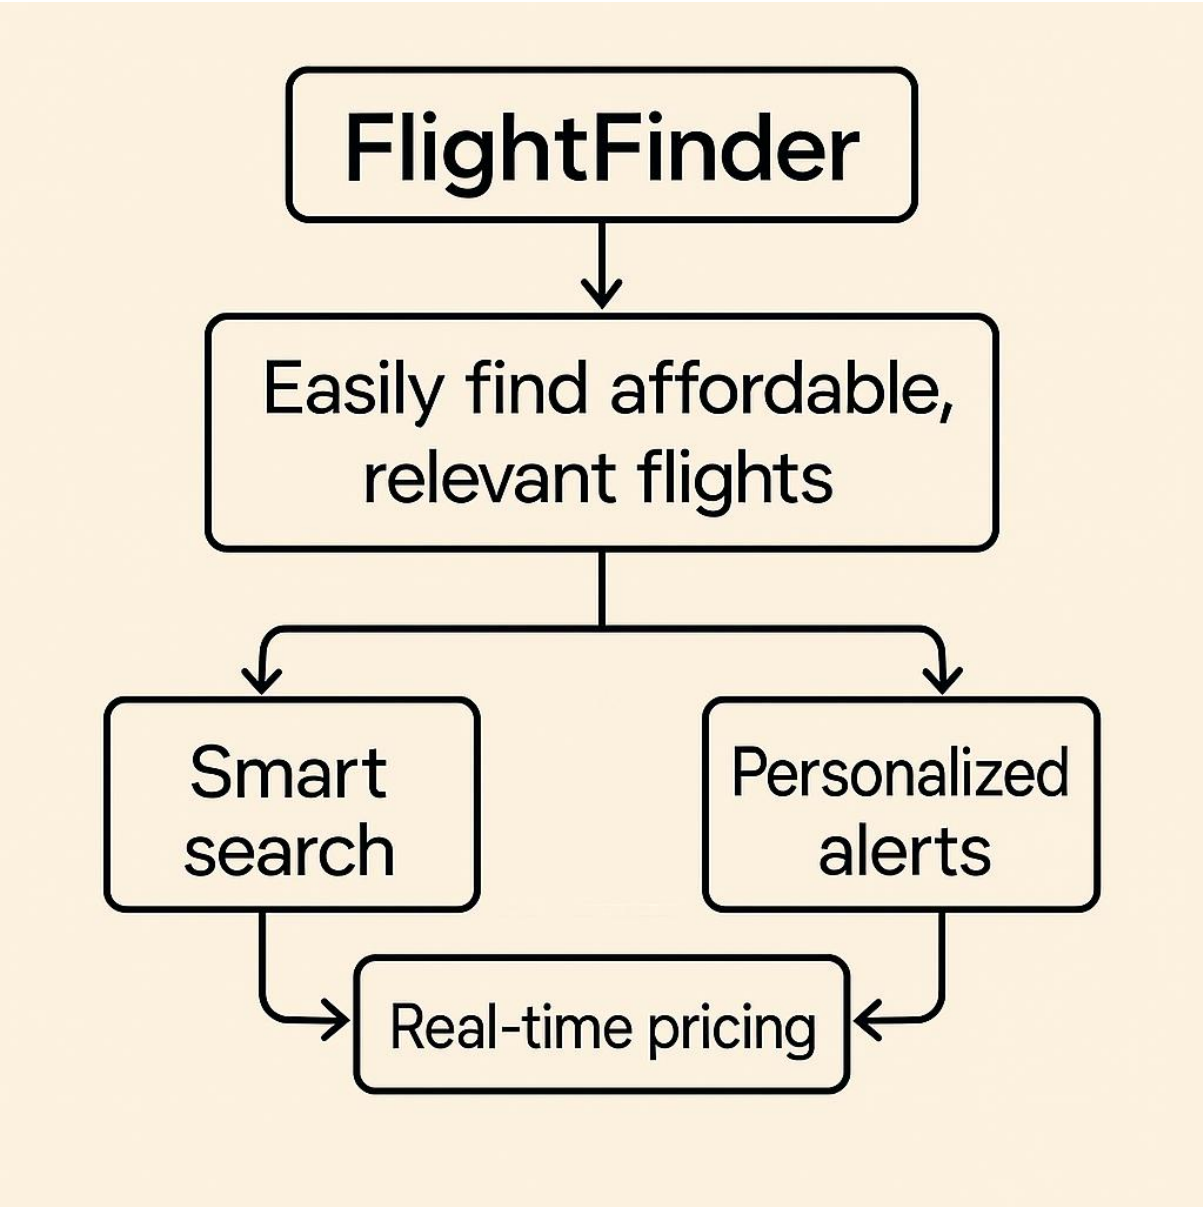 FlightFinder
Easily find affordable,
relevant flights
Smart
search
Personalized
alerts
Real-time pricing